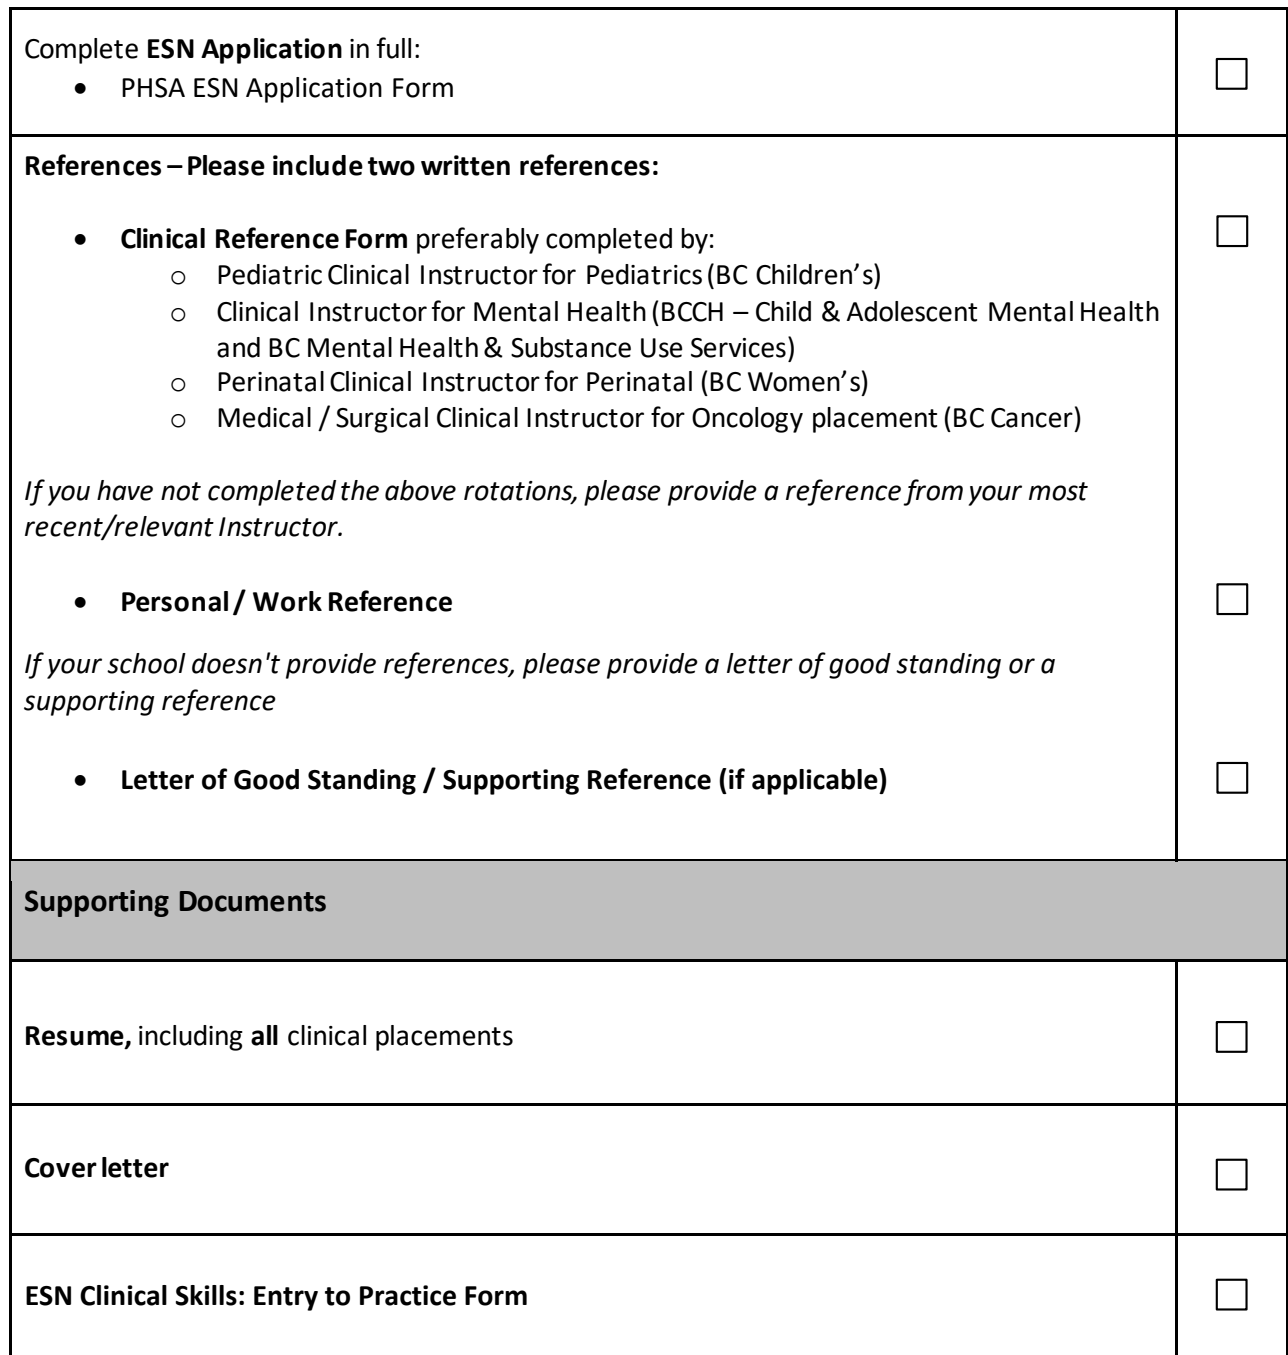 Complete ESN Application in full:
• PHSA ESN Application Form
References – Please include two written references:
• Clinical Reference Form preferably completed by:
o Pediatric Clinical Instructor for Pediatrics (BC Children’s)
o Clinical Instructor for Mental Health (BCCH – Child & Adolescent Mental Health
and BC Mental Health & Substance Use Services)
o Perinatal Clinical Instructor for Perinatal (BC Women’s)
o Medical / Surgical Clinical Instructor for Oncology placement (BC Cancer)
If you have not completed the above rotations, please provide a reference from your most
recent/relevant Instructor.
• Personal / Work Reference
If your school doesn't provide references, please provide a letter of good standing or a
supporting reference
• Letter of Good Standing / Supporting Reference (if applicable)
Supporting Documents
Resume, including all clinical placements
Cover letter
ESN Clinical Skills: Entry to Practice Form